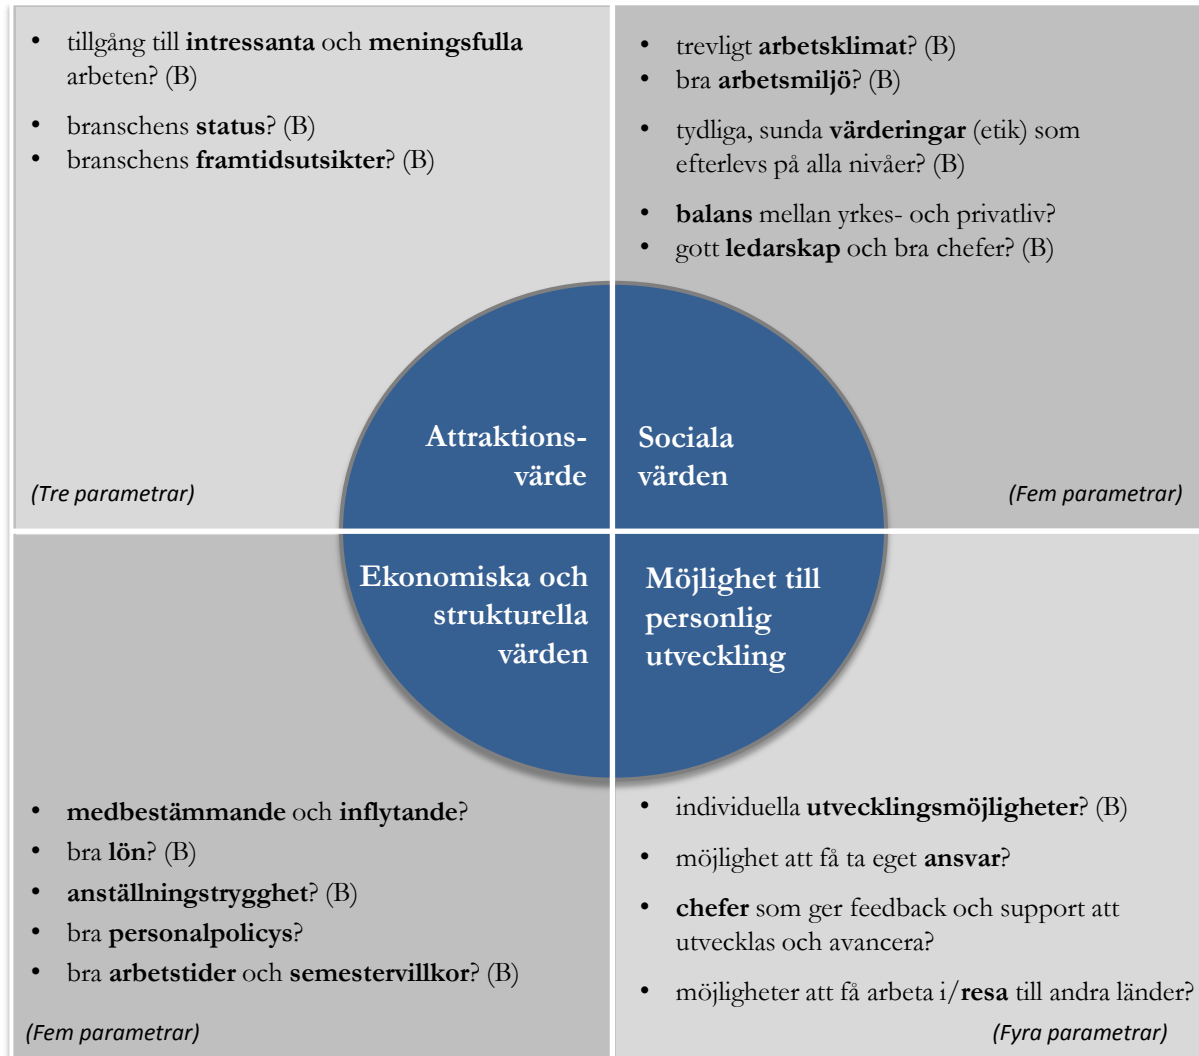 • tillgång till intressanta och meningsfulla
arbeten? (B)
• branschens status? (B)
• branschens framtidsutsikter? (B)
Attraktions-
värde
(Tre parametrar)
• trevligt arbetsklimat? (B)
• bra arbetsmiljö? (B)
• tydliga, sunda värderingar (etik) som
efterlevs på alla nivåer? (B)
• balans mellan yrkes- och privatliv?
• gott ledarskap och bra chefer? (B)
Sociala
värden
(Fem parametrar)
Ekonomiska och
strukturella
värden
• medbestämmande och inflytande?
• bra lön? (B)
• anställningstrygghet? (B)
• bra personalpolicys?
• bra arbetstider och semestervillkor? (B)
(Fem parametrar)
Möjlighet till
personlig
utveckling
• individuella utvecklingsmöjligheter? (B)
• möjlighet att få ta eget ansvar?
• chefer som ger feedback och support att
utvecklas och avancera?
• möjligheter att få arbeta i/resa till andra länder?
(Fyra parametrar)